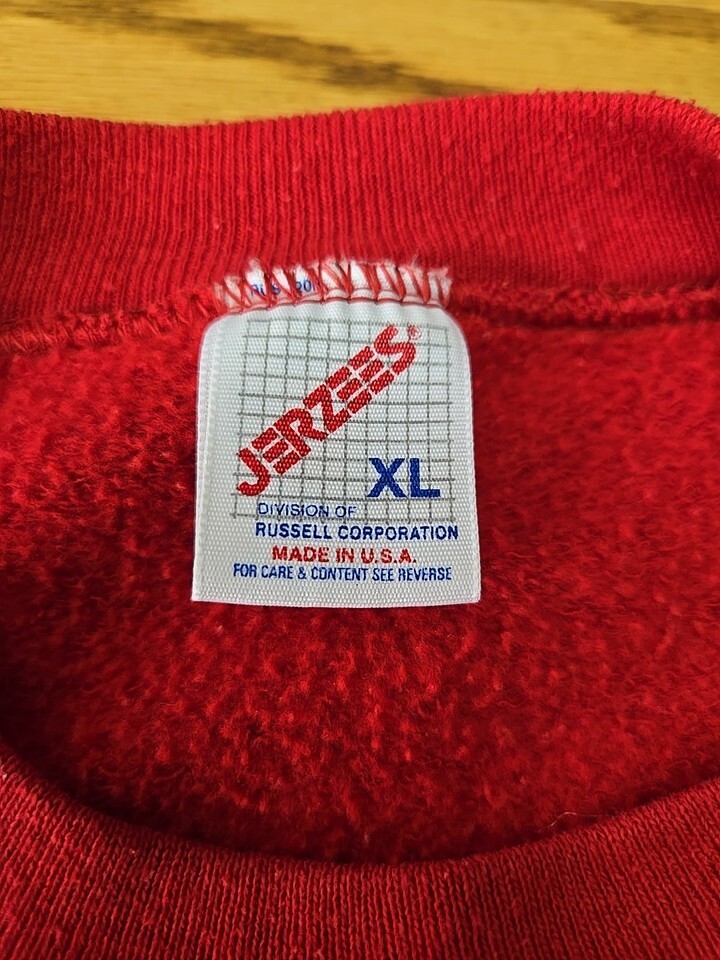 JERZEES®
XL
DIVISION OF
RUSSELL CORPORATION
MADE IN U.S.A.
FOR CARE & CONTENT SEE REVERSE